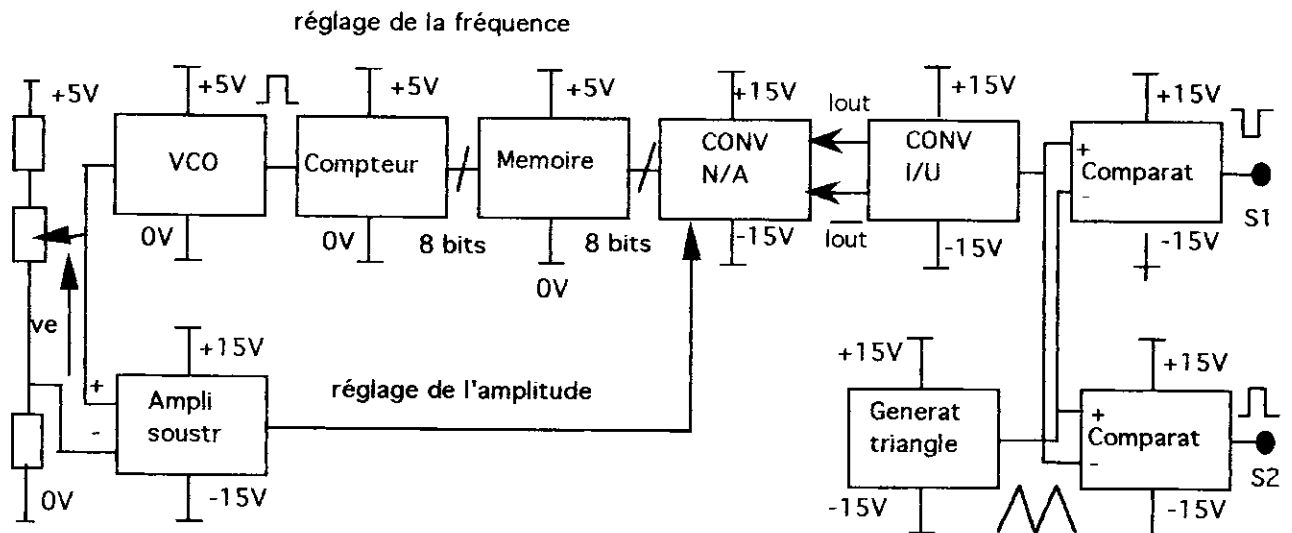 réglage de la fréquence
+5V
+5V
+5V
+5V
+15V
Iout
+15V
+15V
VCO
Compteur
Memoire
CONV
N/A
CONV
I/U
+
Comparat
-
S1
0V
0V
8 bits
0V
8 bits
-15V
Iout
-15V
-15V
ve
+15V
réglage de l'amplitude
+
-
Ampli
soustr
-15V
0V
+15V
Generat
triangle
-15V
+15V
+
Comparat
-
S2
-15V